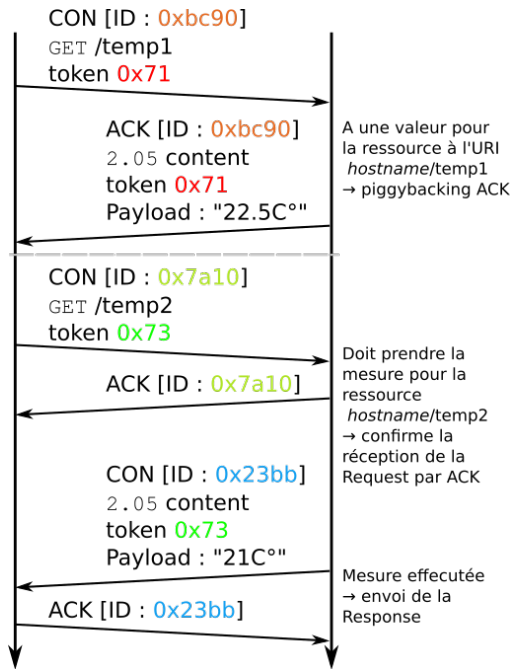 CON [ID : 0xbc90]
GET /temp1
token 0x71
ACK [ID : 0xbc90]
2.05 content
token 0x71
Payload : "22.5C°"
A une valeur pour
la ressource à l'URI
hostname/temp1
→ piggybacking ACK
CON [ID : 0x7a10]
GET /temp2
token 0x73
ACK [ID : 0x7a10]
Doit prendre la
mesure pour la
ressource
hostname/temp2
→ confirme la
réception de la
Request par ACK
CON [ID : 0x23bb]
2.05 content
token 0x73
Payload : "21C°"
Mesure effecutée
→ envoi de la
Response
ACK [ID : 0x23bb]